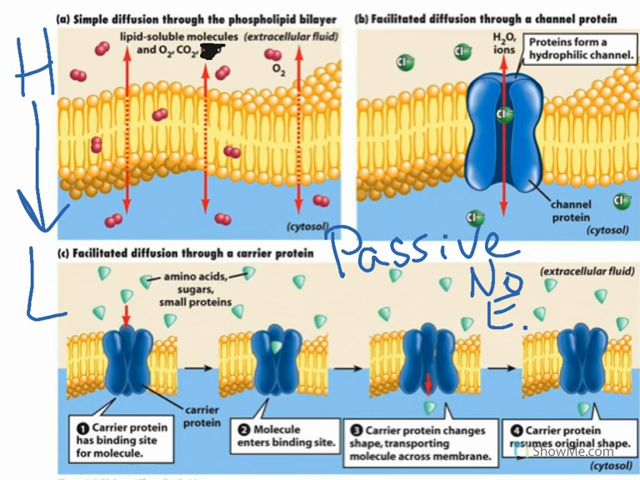 (a) Simple diffusion through the phospholipid bilayer
lipid-soluble molecules
and O2, CO2,
(extracellular fluid)
O2
(cytosol)
(b) Facilitated diffusion through a channel protein
H2O,
ions
Proteins form a
hydrophilic channel.
Cl-
Cl-
Cl-
Cl-
Cl-
channel
protein
(cytosol)
H
L
Passive
No
E.
(c) Facilitated diffusion through a carrier protein
amino acids,
sugars,
small proteins
(extracellular fluid)
carrier
protein
1 Carrier protein
has binding site
for molecule.
2 Molecule
enters binding site.
3 Carrier protein changes
shape, transporting
molecule across membrane.
4 Carrier protein
resumes original shape.
ShowMe.com
(cytosol)